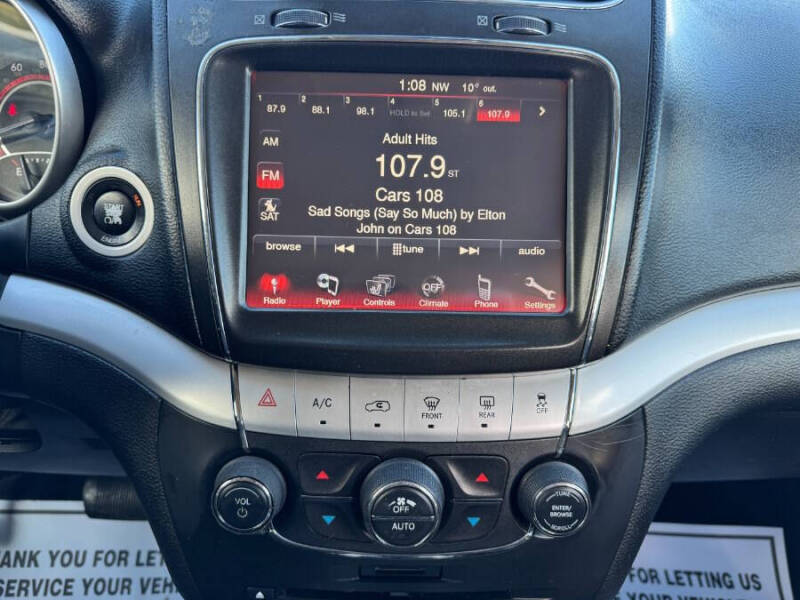 1:08 NW 10° out.
1 2 3 4 5 6
87.9 88.1 98.1 HOLD to Set 105.1 107.9
Adult Hits
AM
107.9 ST
FM
Cars 108
SAT
Sad Songs (Say So Much) by Elton
John on Cars 108
browse tune audio
Radio Player Controls Climate Phone Settings
OFF
60
E
START
A/C
FRONT
REAR
OFF
VOL
OFF
AUTO
TUNE
ENTER/
BROWSE
SCROLL
ANK YOU FOR LETTI
SERVICE YOUR VEH
FOR LETTING US